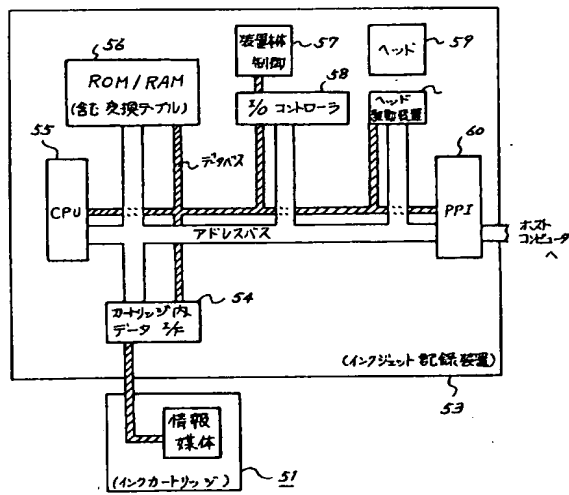 56
ROM/RAM
(含む変換テーブル)
装置本体
制御
57
58
I/O コントローラ
ヘッド
59
ヘッド
駆動装置
60
55
CPU
データバス
PPI
アドレスバス
ホスト
コンピュータ
へ
54
カートリッジ内
データ I/F
(インクジェット記録装置)
53
情報
媒体
(インクカートリッジ)
51